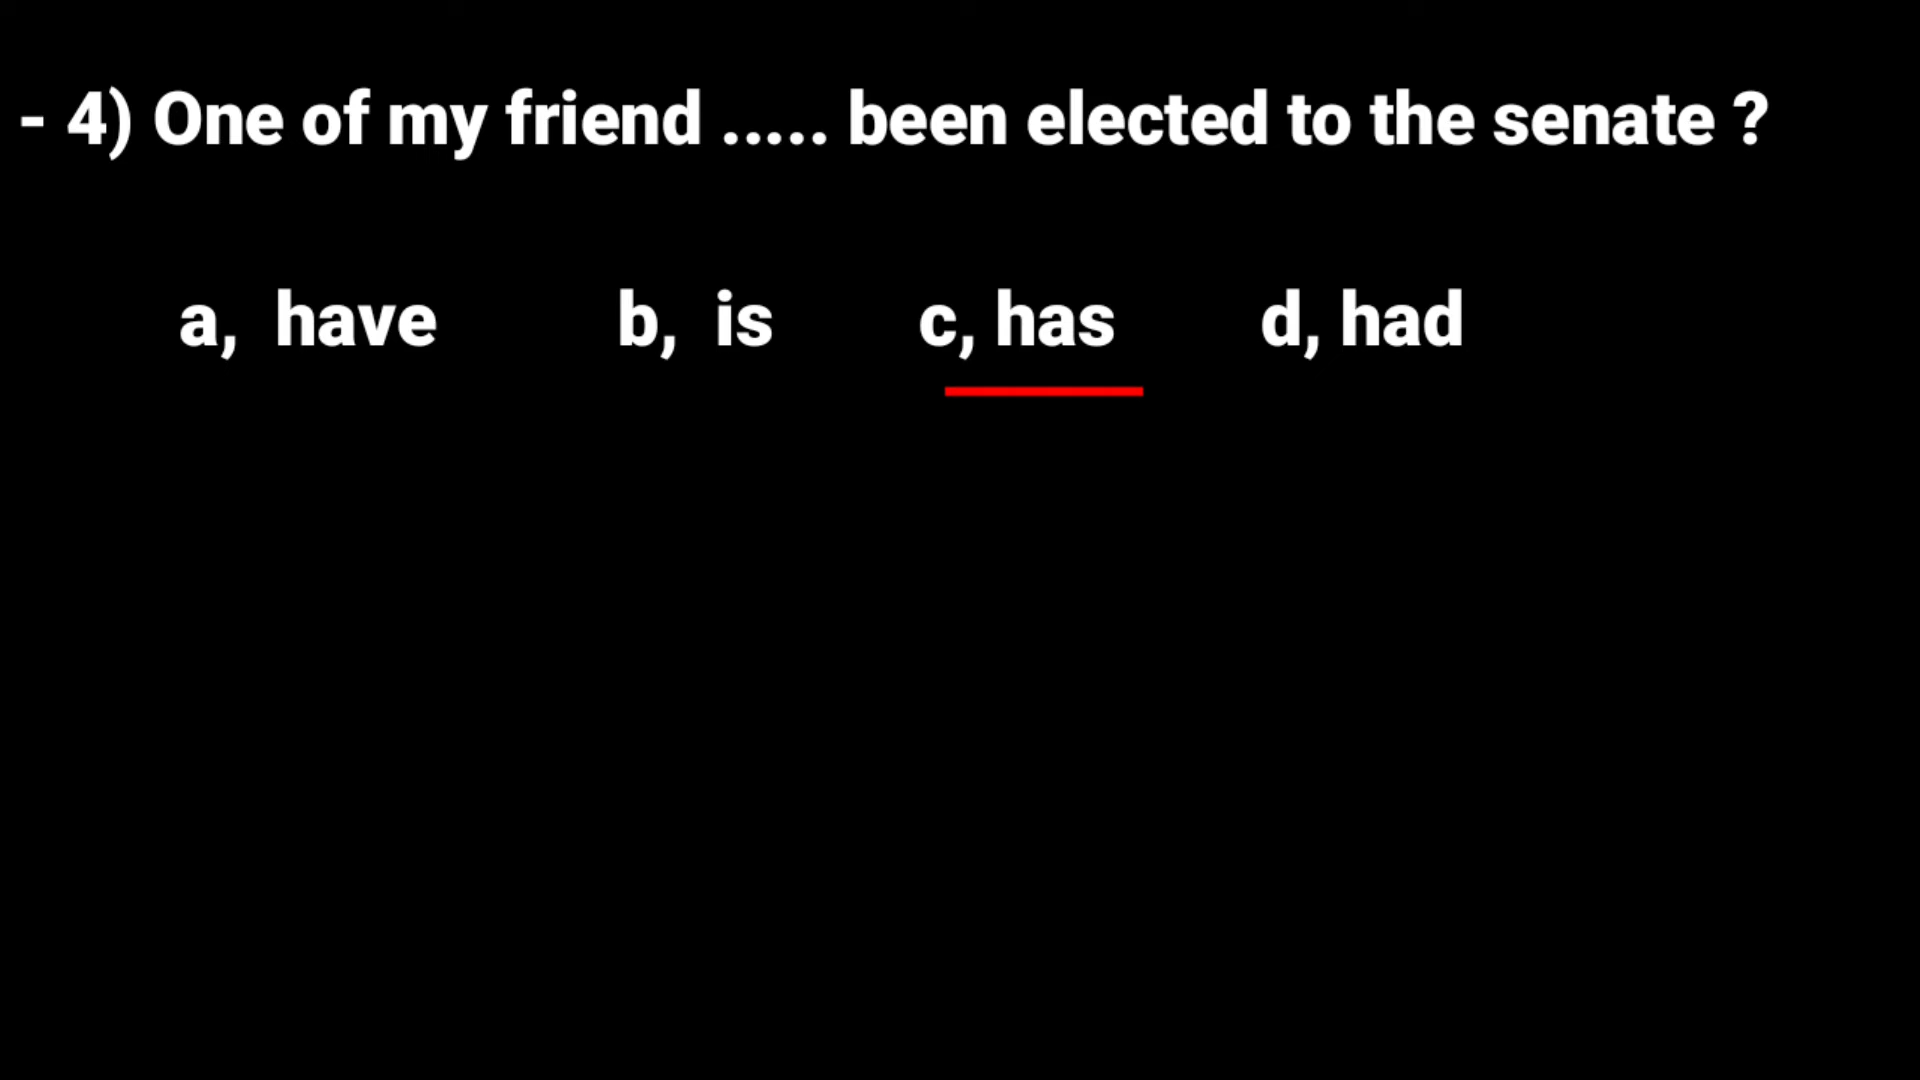 - 4) One of my friend ..... been elected to the senate ?
a, have b, is c, has d, had